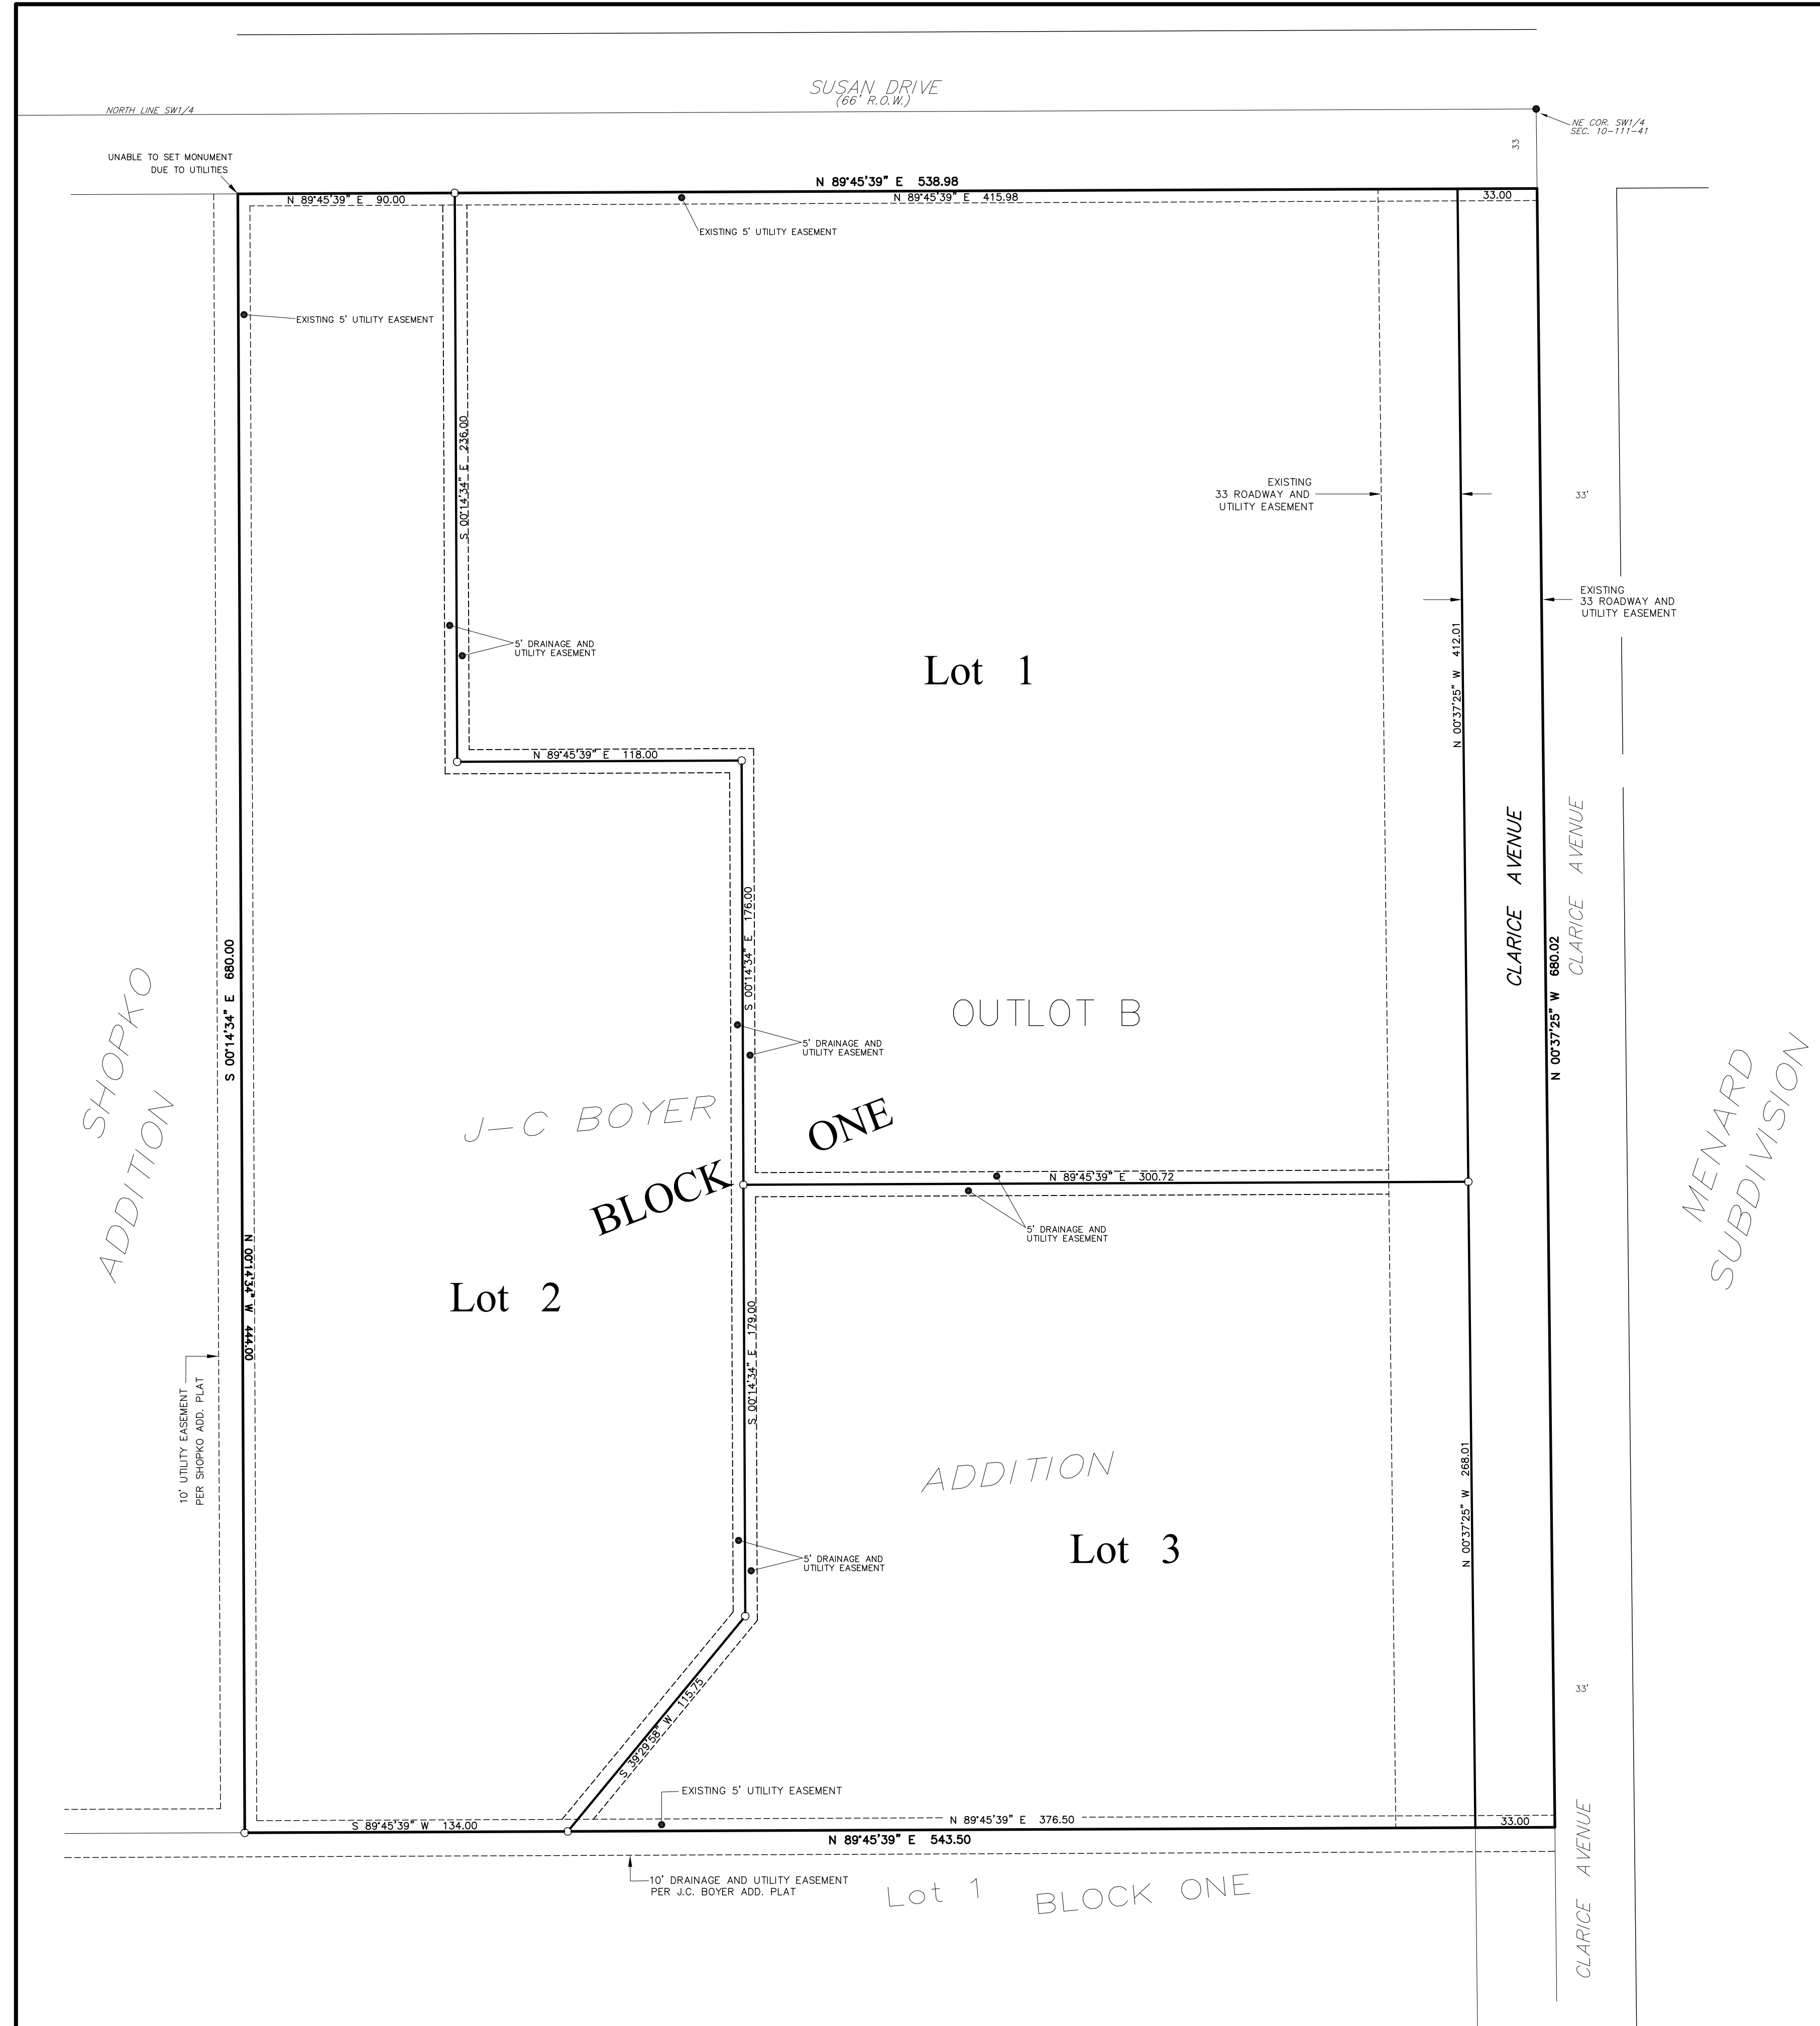 SUSAN DRIVE
(66' R.O.W.)
NORTH LINE SW1/4
NE COR. SW1/4
SEC. 10-111-41
33
UNABLE TO SET MONUMENT
DUE TO UTILITIES
N 89°45'39" E 538.98
N 89°45'39" E 90.00
N 89°45'39" E 415.98
33.00
EXISTING 5' UTILITY EASEMENT
EXISTING 5' UTILITY EASEMENT
S 00°14'34" E 236.00
EXISTING
33 ROADWAY AND
UTILITY EASEMENT
33'
EXISTING
33 ROADWAY AND
UTILITY EASEMENT
5' DRAINAGE AND
UTILITY EASEMENT
Lot 1
N 00°37'25" W 412.01
N 89°45'39" E 118.00
CLARICE AVENUE
CLARICE AVENUE
S 00°14'34" E 176.00
S 00°14'34" E 680.00
N 00°37'25" W 680.02
SHOPKO
ADDITION
OUTLOT B
5' DRAINAGE AND
UTILITY EASEMENT
MENARD
SUBDIVISION
J-C BOYER
BLOCK ONE
N 89°45'39" E 300.72
5' DRAINAGE AND
UTILITY EASEMENT
N 00°14'34" W 444.00
Lot 2
S 00°14'34" E 179.00
10' UTILITY EASEMENT
PER SHOPKO ADD. PLAT
ADDITION
N 00°37'25" W 268.01
Lot 3
5' DRAINAGE AND
UTILITY EASEMENT
33'
S 39°29'58" W 115.75
EXISTING 5' UTILITY EASEMENT
S 89°45'39" W 134.00
N 89°45'39" E 376.50
33.00
N 89°45'39" E 543.50
10' DRAINAGE AND UTILITY EASEMENT
PER J.C. BOYER ADD. PLAT
Lot 1 BLOCK ONE
CLARICE AVENUE